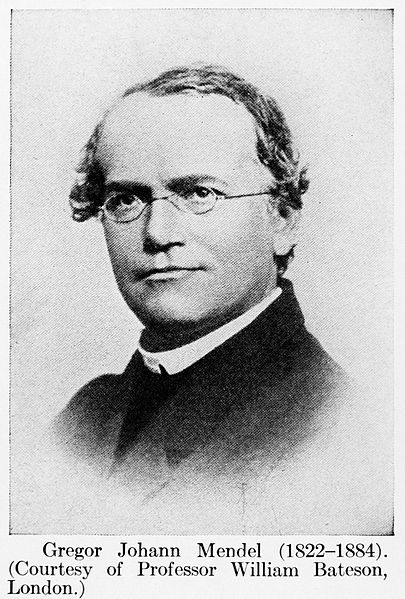 Gregor Johann Mendel (1822–1884).
(Courtesy of Professor William Bateson,
London.)